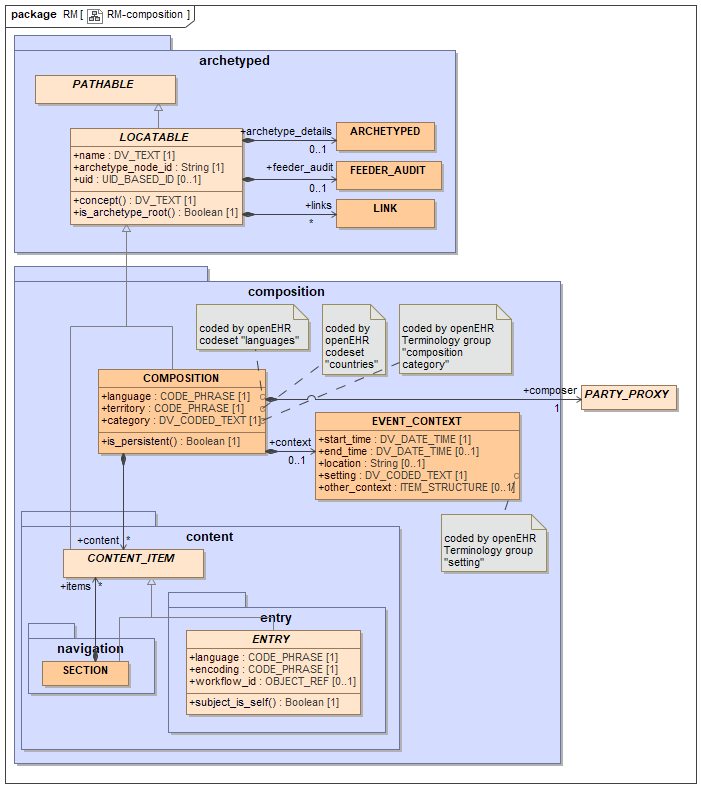 package RM [ RM-composition ]
archetyped
PATHABLE
LOCATABLE
+name : DV_TEXT [1]
+archetype_node_id : String [1]
+uid : UID_BASED_ID [0..1]
+concept() : DV_TEXT [1]
+is_archetype_root() : Boolean [1]
+archetype_details
0..1
ARCHETYPED
+feeder_audit
0..1
FEEDER_AUDIT
+links
*
LINK
composition
coded by openEHR
codeset "languages"
coded by
openEHR
codeset
"countries"
coded by openEHR
Terminology group
"composition
category"
COMPOSITION
+language : CODE_PHRASE [1]
+territory : CODE_PHRASE [1]
+category : DV_CODED_TEXT [1]
+is_persistent() : Boolean [1]
+composer
1
PARTY_PROXY
+context
0..1
EVENT_CONTEXT
+start_time : DV_DATE_TIME [1]
+end_time : DV_DATE_TIME [0..1]
+location : String [0..1]
+setting : DV_CODED_TEXT [1]
+other_context : ITEM_STRUCTURE [0..1]
coded by openEHR
Terminology group
"setting"
content
+content *
CONTENT_ITEM
+items *
navigation
SECTION
entry
ENTRY
+language : CODE_PHRASE [1]
+encoding : CODE_PHRASE [1]
+workflow_id : OBJECT_REF [0..1]
+subject_is_self() : Boolean [1]